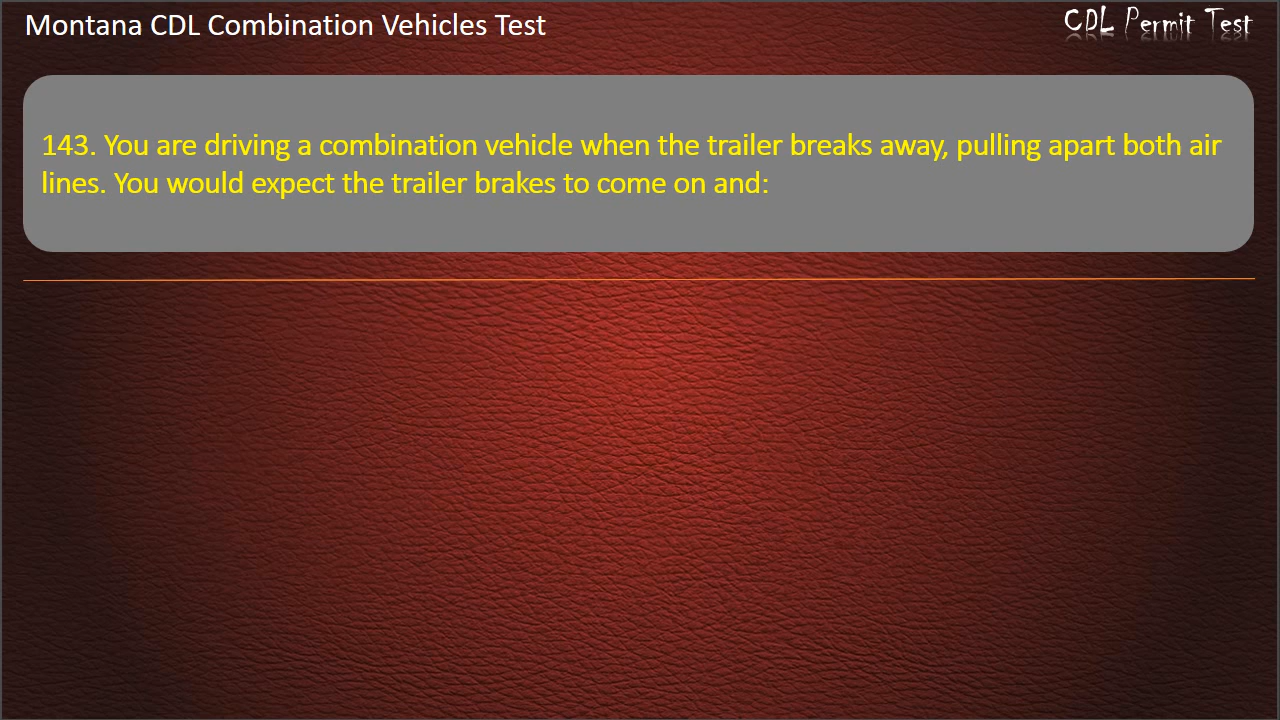 Montana CDL Combination Vehicles Test
CDL Permit Test
143. You are driving a combination vehicle when the trailer breaks away, pulling apart both air
lines. You would expect the trailer brakes to come on and: